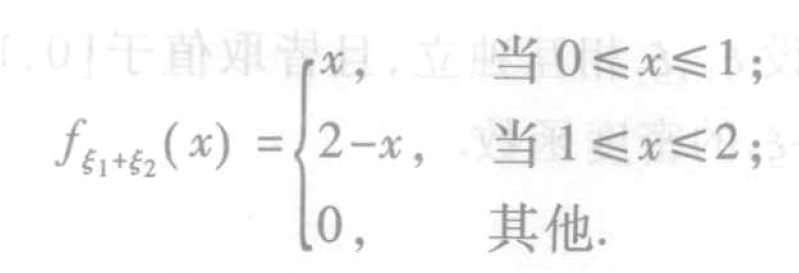 x, 当 0≤x≤1;
f_{ξ₁+ξ₂}(x) = { 2-x, 当 1≤x≤2;
0, 其他.